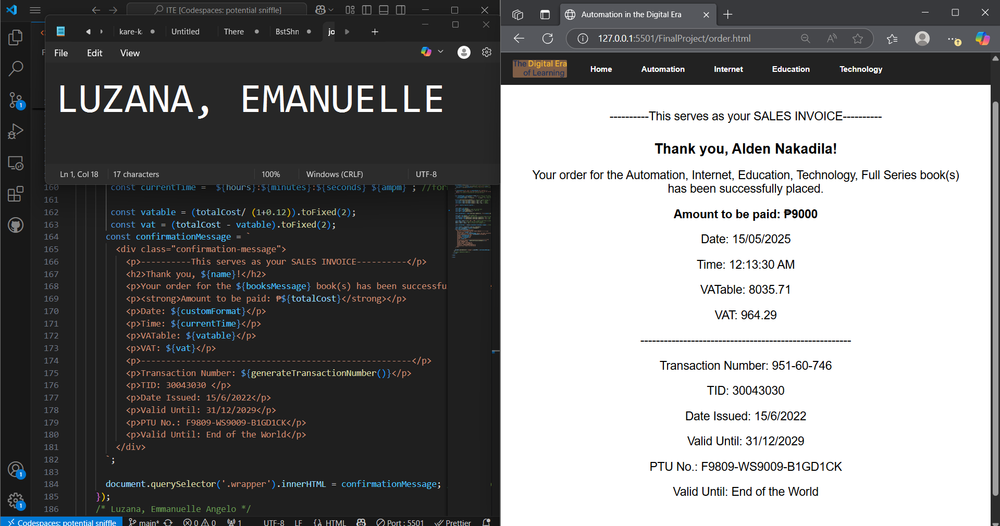 ITE [Codespaces: potential sniffle]
kare-k
Untitled
There
BstShn
jo
File
Edit
View
LUZANA, EMANUELLE
Ln 1, Col 18
17 characters
100%
Windows (CRLF)
UTF-8
160 const currentTime = `${hours}:${minutes}:${seconds} ${ampm}`; //for
161
162 const vatable = (totalCost/ (1+0.12)).toFixed(2);
163 const vat = (totalCost - vatable).toFixed(2);
164 const confirmationMessage = `
165 <div class="confirmation-message">
166 <p>----------This serves as your SALES INVOICE----------</p>
167 <h2>Thank you, ${name}!</h2>
168 <p>Your order for the ${booksMessage} book(s) has been successfu
169 <p><strong>Amount to be paid: ₱${totalCost}</strong></p>
170 <p>Date: ${customFormat}</p>
171 <p>Time: ${currentTime}</p>
172 <p>VATable: ${vatable}</p>
173 <p>VAT: ${vat}</p>
174 <p>------------------------------------------------------</p>
175 <p>Transaction Number: ${generateTransactionNumber()}</p>
176 <p>TID: 30043030 </p>
177 <p>Date Issued: 15/6/2022</p>
178 <p>Valid Until: 31/12/2029</p>
179 <p>PTU No.: F9809-WS9009-B1GD1CK</p>
180 <p>Valid Until: End of the World</p>
181 </div>
182 `;
183
184 document.querySelector('.wrapper').innerHTML = confirmationMessage;
185 });
186 /* Luzana, Emmanuelle Angelo */
1
1
1
Codespaces: potential sniffle
main*
0
0
1
UTF-8
LF
{} HTML
Port : 5501
Prettier
Automation in the Digital Era
127.0.0.1:5501/FinalProject/order.html
The Digital Era
of Learning
Home
Automation
Internet
Education
Technology
----------This serves as your SALES INVOICE----------
Thank you, Alden Nakadila!
Your order for the Automation, Internet, Education, Technology, Full Series book(s)
has been successfully placed.
Amount to be paid: ₱9000
Date: 15/05/2025
Time: 12:13:30 AM
VATable: 8035.71
VAT: 964.29
------------------------------------------------------
Transaction Number: 951-60-746
TID: 30043030
Date Issued: 15/6/2022
Valid Until: 31/12/2029
PTU No.: F9809-WS9009-B1GD1CK
Valid Until: End of the World